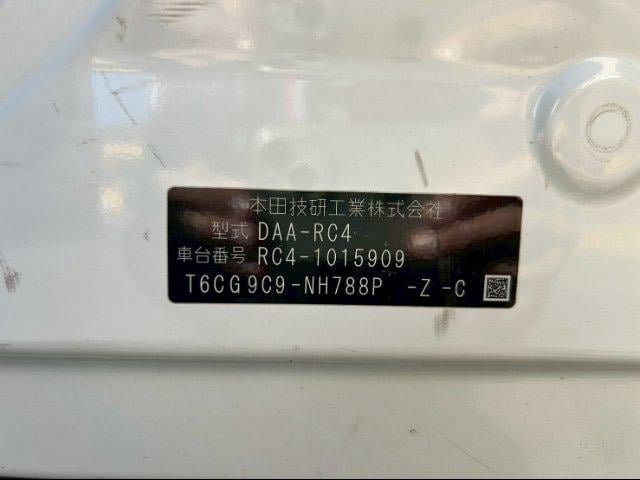 本田技研工業株式会社
型式 DAA-RC4
車台番号 RC4-1015909
T6CG9C9-NH788P -Z-C